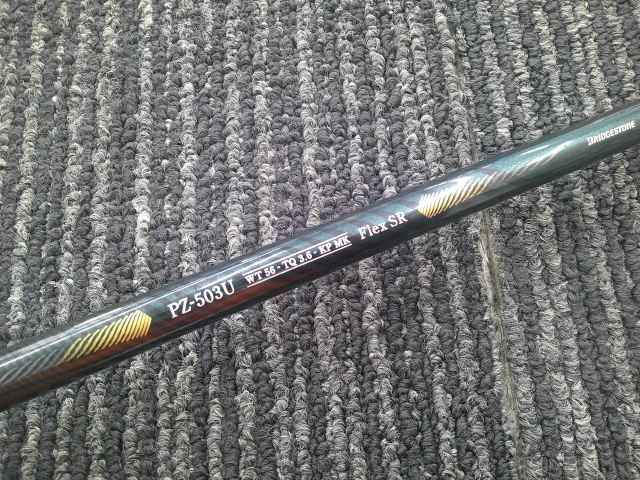 PZ-503U WT 56 - TQ 3.6 - KP MK Flex SR
BRIDGESTONE